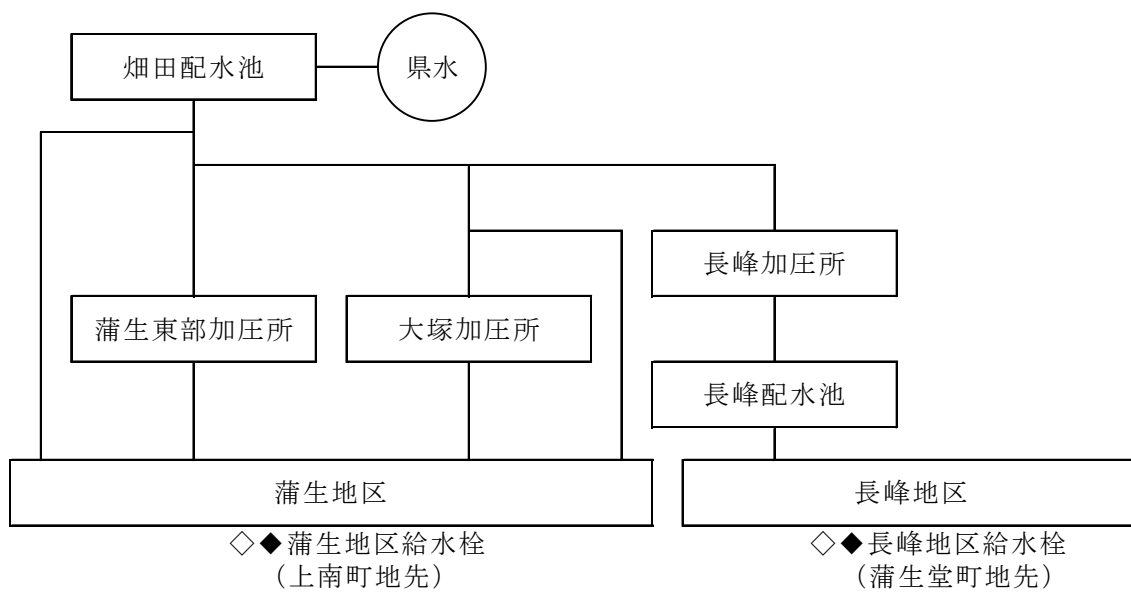 畑田配水池
県水
長峰加圧所
蒲生東部加圧所
大塚加圧所
長峰配水池
蒲生地区
長峰地区
◇◆蒲生地区給水栓
(上南町地先)
◇◆長峰地区給水栓
(蒲生堂町地先)